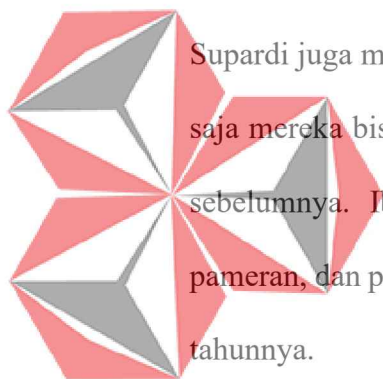 Supardi juga m
saja mereka bis
sebelumnya.
pameran, dan p
tahunnya.